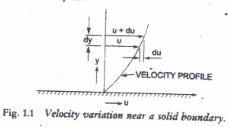 u + du
dy
u
du
y
VELOCITY PROFILE
u
Fig. 1.1 Velocity variation near a solid boundary.